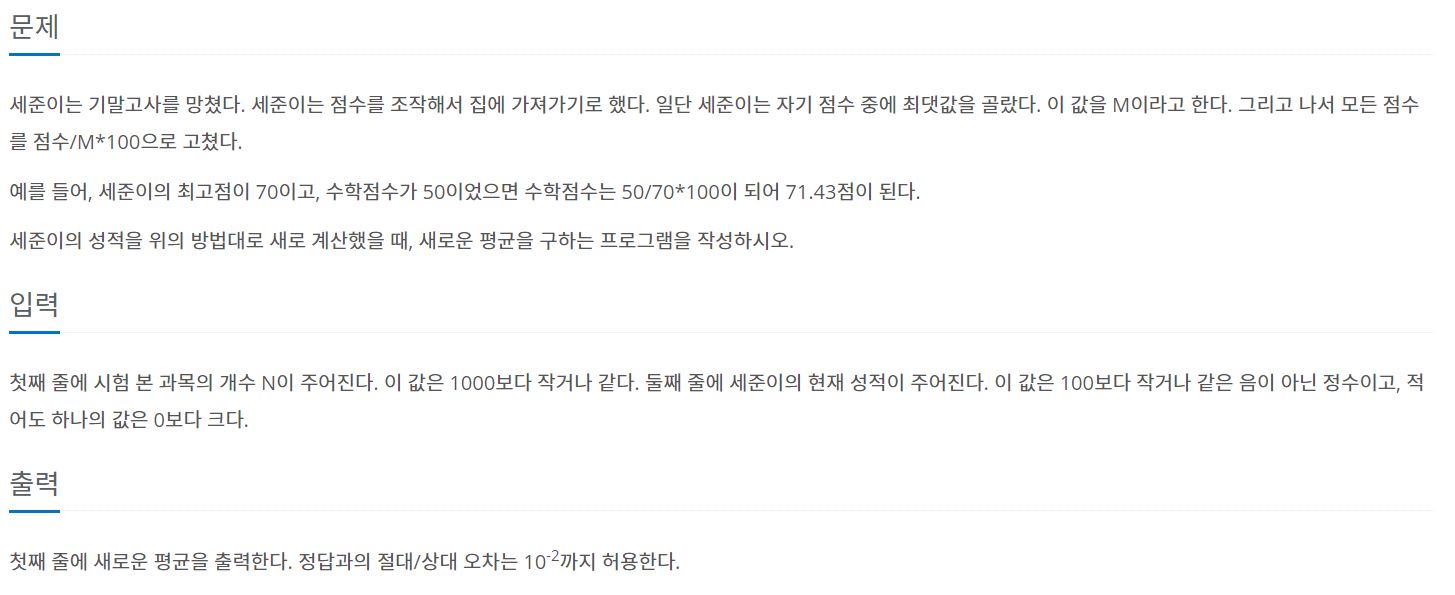 문제
세준이는 기말고사를 망쳤다. 세준이는 점수를 조작해서 집에 가져가기로 했다. 일단 세준이는 자기 점수 중에 최댓값을 골랐다. 이 값을 M이라고 한다. 그리고 나서 모든 점수
를 점수/M*100으로 고쳤다.
예를 들어, 세준이의 최고점이 70이고, 수학점수가 50이었으면 수학점수는 50/70*100이 되어 71.43점이 된다.
세준이의 성적을 위의 방법대로 새로 계산했을 때, 새로운 평균을 구하는 프로그램을 작성하시오.
입력
첫째 줄에 시험 본 과목의 개수 N이 주어진다. 이 값은 1000보다 작거나 같다. 둘째 줄에 세준이의 현재 성적이 주어진다. 이 값은 100보다 작거나 같은 음이 아닌 정수이고, 적
어도 하나의 값은 0보다 크다.
출력
첫째 줄에 새로운 평균을 출력한다. 정답과의 절대/상대 오차는 10⁻²까지 허용한다.